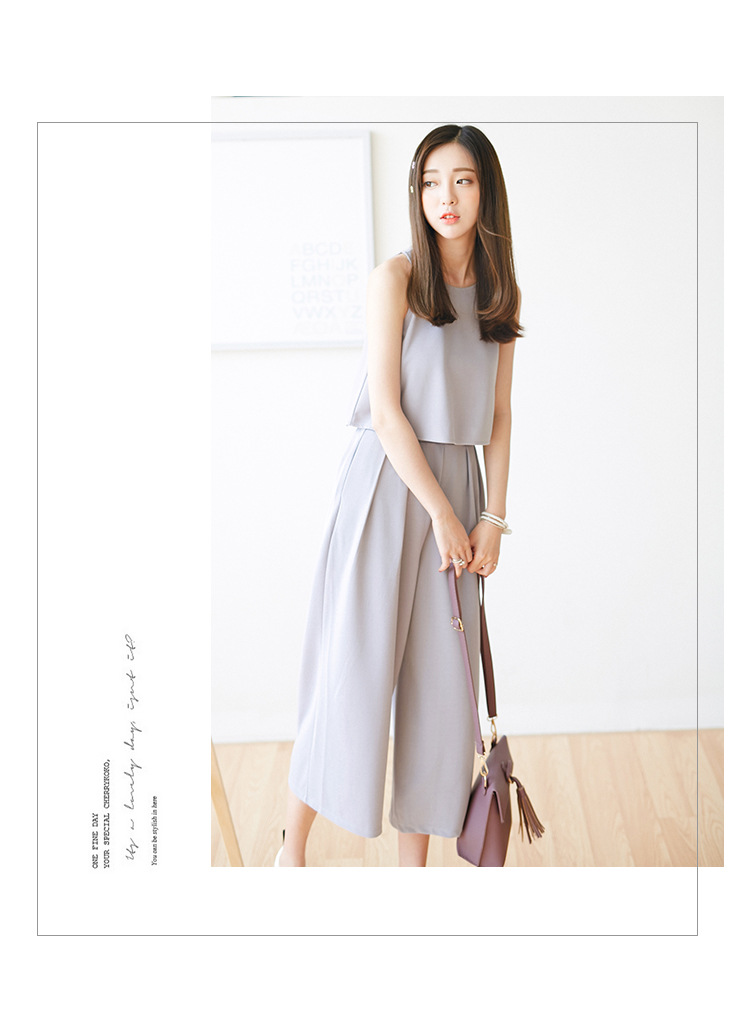 ABCDE
FGHIJK
LMNOP
QRSTU
VWXYZ
ONE FINE DAY
YOUR SPECIAL CHERRYKOKO,
It's a lovely day, isn't it?
You can be stylish in here